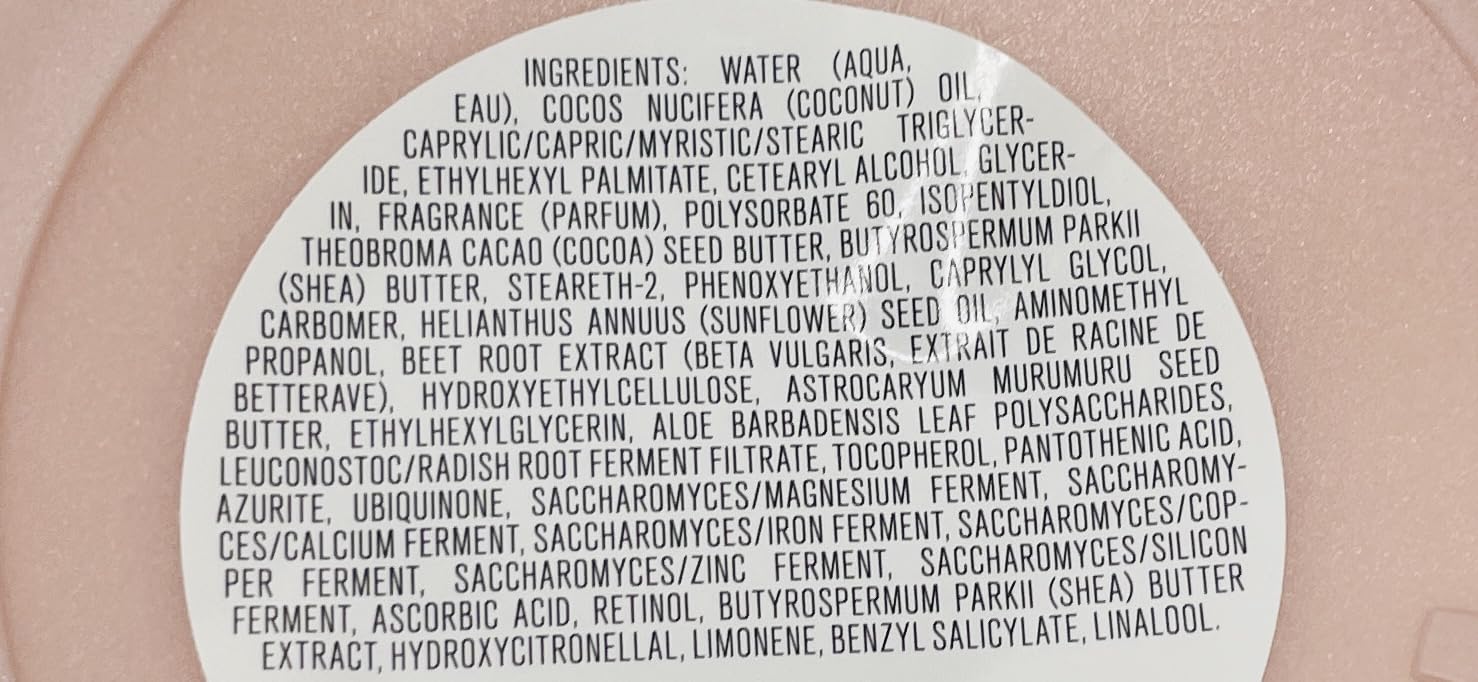 INGREDIENTS: WATER (AQUA,
EAU), COCOS NUCIFERA (COCONUT) OIL,
CAPRYLIC/CAPRIC/MYRISTIC/STEARIC TRIGLYCER-
IDE, ETHYLHEXYL PALMITATE, CETEARYL ALCOHOL, GLYCER-
IN, FRAGRANCE (PARFUM), POLYSORBATE 60, ISOPENTYLDIOL,
THEOBROMA CACAO (COCOA) SEED BUTTER, BUTYROSPERMUM PARKII
(SHEA) BUTTER, STEARETH-2, PHENOXYETHANOL, CAPRYLYL GLYCOL,
CARBOMER, HELIANTHUS ANNUUS (SUNFLOWER) SEED OIL, AMINOMETHYL
PROPANOL, BEET ROOT EXTRACT (BETA VULGARIS, EXTRAIT DE RACINE DE
BETTERAVE), HYDROXYETHYLCELLULOSE, ASTROCARYUM MURUMURU SEED
BUTTER, ETHYLHEXYLGLYCERIN, ALOE BARBADENSIS LEAF POLYSACCHARIDES,
LEUCONOSTOC/RADISH ROOT FERMENT FILTRATE, TOCOPHEROL, PANTOTHENIC ACID,
AZURITE, UBIQUINONE, SACCHAROMYCES/MAGNESIUM FERMENT, SACCHAROMY-
CES/CALCIUM FERMENT, SACCHAROMYCES/IRON FERMENT, SACCHAROMYCES/COP-
PER FERMENT, SACCHAROMYCES/ZINC FERMENT, SACCHAROMYCES/SILICON
FERMENT, ASCORBIC ACID, RETINOL, BUTYROSPERMUM PARKII (SHEA) BUTTER
EXTRACT, HYDROXYCITRONELLAL, LIMONENE, BENZYL SALICYLATE, LINALOOL.